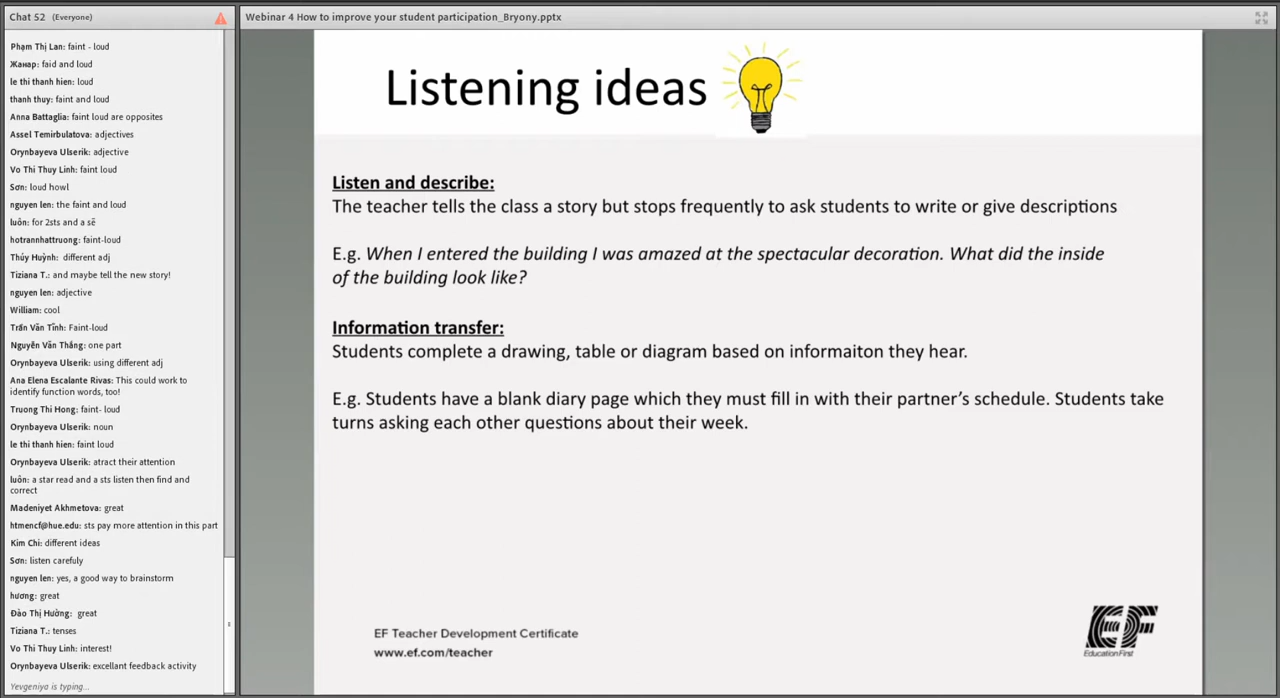 Chat 52 (Everyone)
Phạm Thị Lan: faint - loud
Жанар: faid and loud
le thi thanh hien: loud
thanh thuy: faint and loud
Anna Battaglia: faint loud are opposites
Assel Temirbulatova: adjectives
Orynbayeva Ulserik: adjective
Vo Thi Thuy Linh: faint loud
Sơn: loud howl
nguyen len: the faint and loud
luôn: for 2sts and a sẽ
hotrannhattruong: faint-loud
Thúy Huỳnh: different adj
Tiziana T.: and maybe tell the new story!
nguyen len: adjective
William: cool
Trần Văn Tĩnh: Faint-loud
Nguyễn Văn Thắng: one part
Orynbayeva Ulserik: using different adj
Ana Elena Escalante Rivas: This could work to
identify function words, too!
Truong Thi Hong: faint- loud
Orynbayeva Ulserik: noun
le thi thanh hien: faint loud
Orynbayeva Ulserik: atract their attention
luôn: a star read and a sts listen then find and
correct
Madeniyet Akhmetova: great
htmencf@hue.edu: sts pay more attention in this part
Kim Chi: different ideas
Sơn: listen carefuly
nguyen len: yes, a good way to brainstorm
hương: great
Đào Thị Hường: great
Tiziana T.: tenses
Vo Thi Thuy Linh: interest!
Orynbayeva Ulserik: excellant feedback activity
Yevgeniya is typing...
Webinar 4 How to improve your student participation_Bryony.pptx
Listening ideas
Listen and describe:
The teacher tells the class a story but stops frequently to ask students to write or give descriptions
E.g. When I entered the building I was amazed at the spectacular decoration. What did the inside
of the building look like?
Information transfer:
Students complete a drawing, table or diagram based on informaiton they hear.
E.g. Students have a blank diary page which they must fill in with their partner's schedule. Students take
turns asking each other questions about their week.
EF Teacher Development Certificate
www.ef.com/teacher
EF
Education First